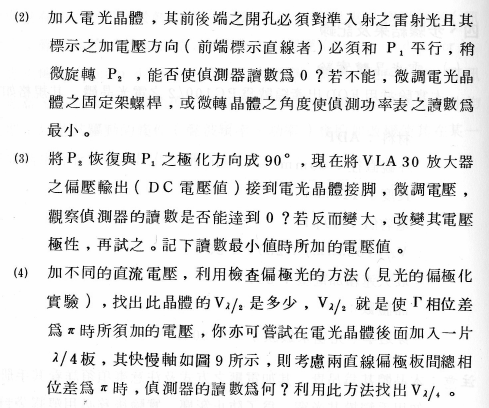 (2) 加入電光晶體，其前後端之開孔必須對準入射之雷射光且其
標示之加電壓方向（前端標示直線者）必須和 P₁ 平行，稍
微旋轉 P₂ ，能否使偵測器讀數爲 0 ？若不能，微調電光晶
體之固定架螺桿，或微轉晶體之角度使偵測功率表之讀數爲
最小。
(3) 將P₂ 恢復與P₁ 之極化方向成 90°，現在將 VLA 30 放大器
之偏壓輸出（ DC 電壓值）接到電光晶體接脚，微調電壓，
觀察偵測器的讀數是否能達到 0 ？若反而變大，改變其電壓
極性，再試之。記下讀數最小值時所加的電壓値。
(4) 加不同的直流電壓，利用檢查偏極光的方法（見光的偏極化
實驗），找出此晶體的 Vλ/₂ 是多少，Vλ/₂ 就是使 Γ 相位差
爲 π 時所須加的電壓，你亦可嘗試在電光晶體後面加入一片
λ/4 板，其快慢軸如圖 9 所示，則考慮兩直線偏極板間總相
位差爲 π 時，偵測器的讀數爲何？利用此方法找出 Vλ/₄ 。